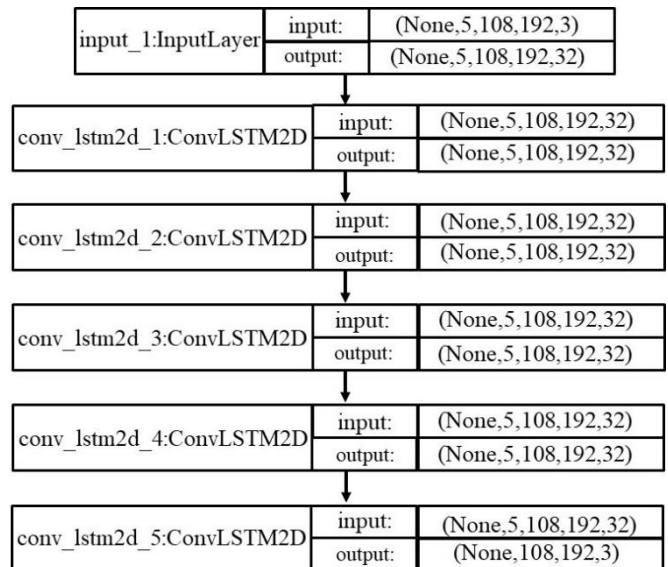 input_1:InputLayer input: (None,5,108,192,3)
output: (None,5,108,192,32)
conv_lstm2d_1:ConvLSTM2D input: (None,5,108,192,32)
output: (None,5,108,192,32)
conv_lstm2d_2:ConvLSTM2D input: (None,5,108,192,32)
output: (None,5,108,192,32)
conv_lstm2d_3:ConvLSTM2D input: (None,5,108,192,32)
output: (None,5,108,192,32)
conv_lstm2d_4:ConvLSTM2D input: (None,5,108,192,32)
output: (None,5,108,192,32)
conv_lstm2d_5:ConvLSTM2D input: (None,5,108,192,32)
output: (None,108,192,3)